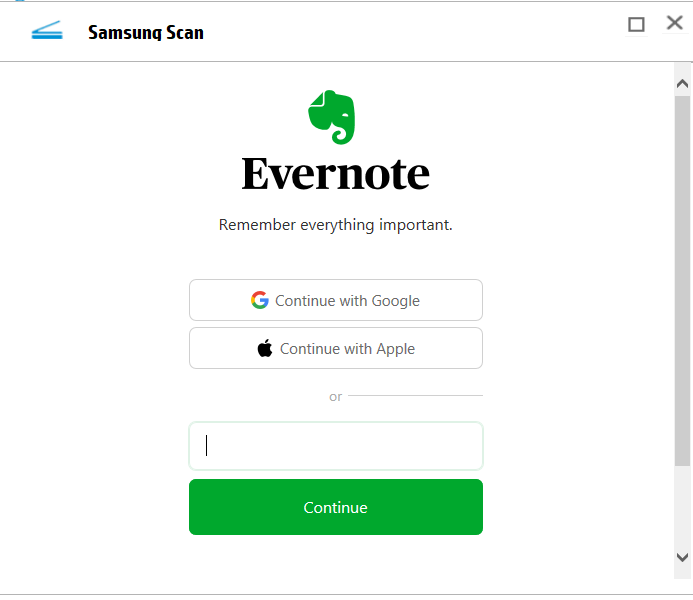 Samsung Scan
Evernote
Remember everything important.
Continue with Google
Continue with Apple
or
Continue